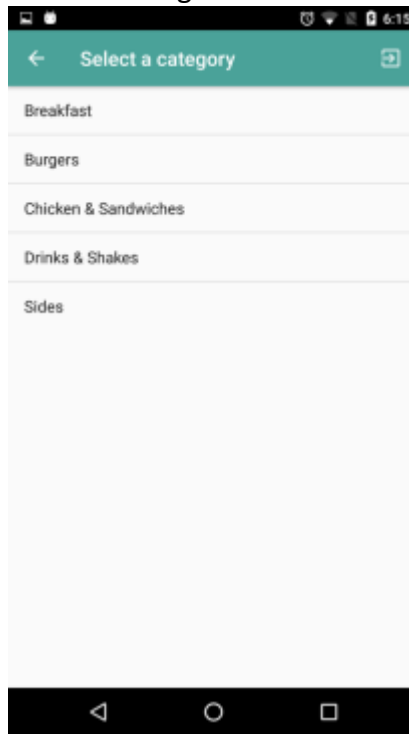 6:15
Select a category
Breakfast
Burgers
Chicken & Sandwiches
Drinks & Shakes
Sides